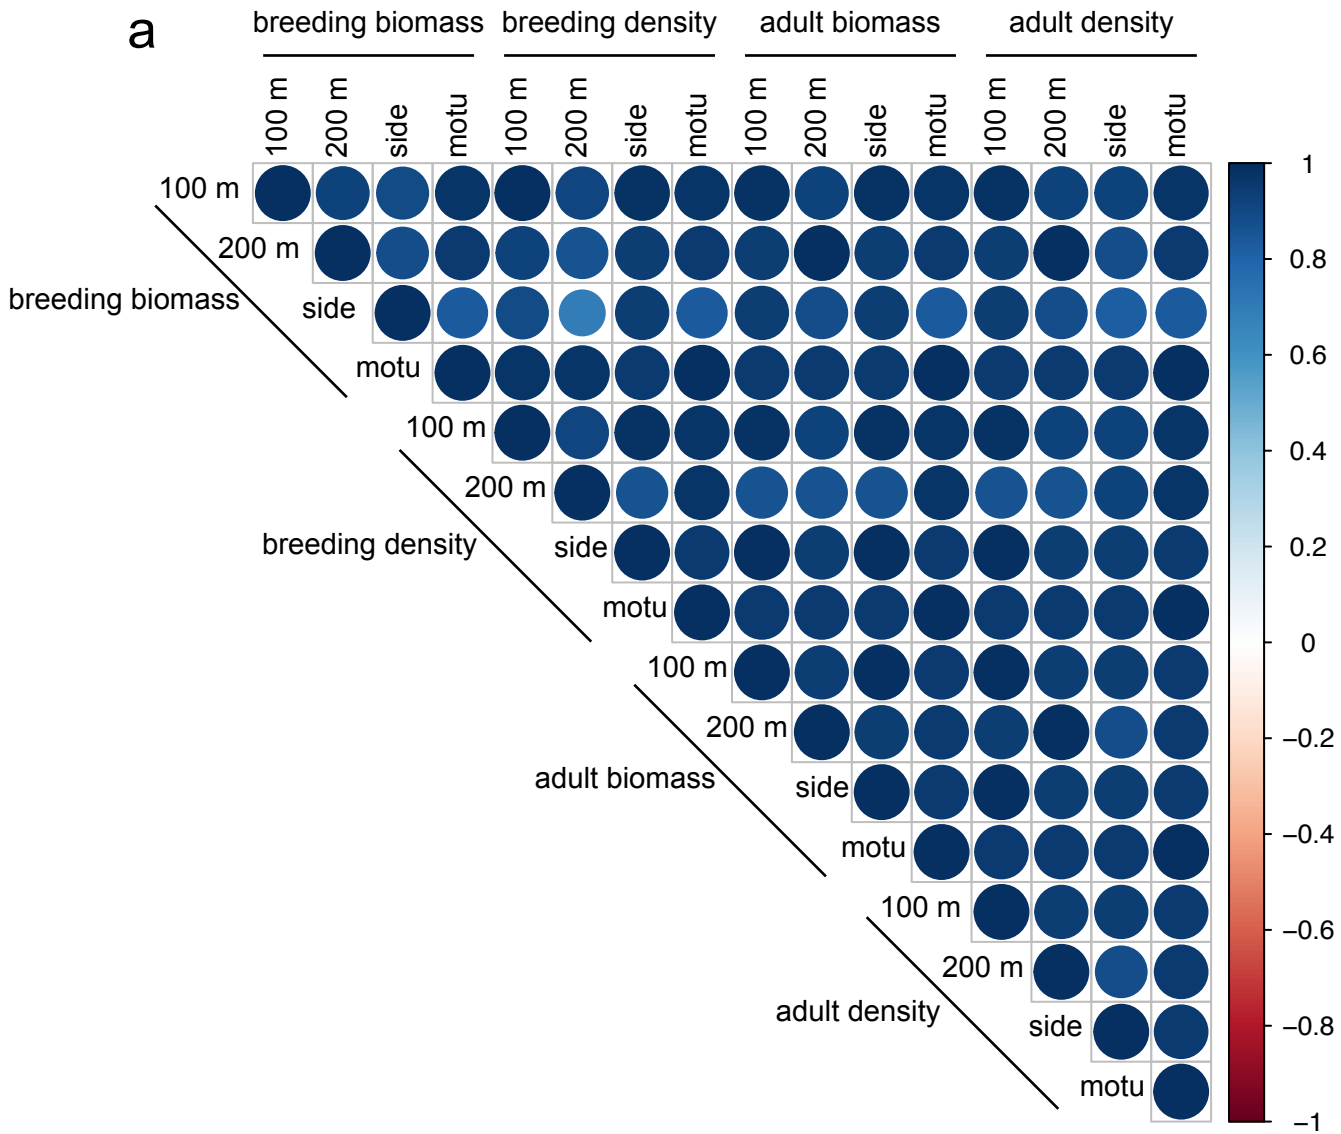 a
breeding biomass breeding density adult biomass adult density
100 m 200 m side motu 100 m 200 m side motu 100 m 200 m side motu 100 m 200 m side motu
100 m
200 m
side
motu
breeding biomass
100 m
200 m
side
motu
breeding density
100 m
200 m
side
motu
adult biomass
100 m
200 m
side
motu
adult density
1
0.8
0.6
0.4
0.2
0
−0.2
−0.4
−0.6
−0.8
−1